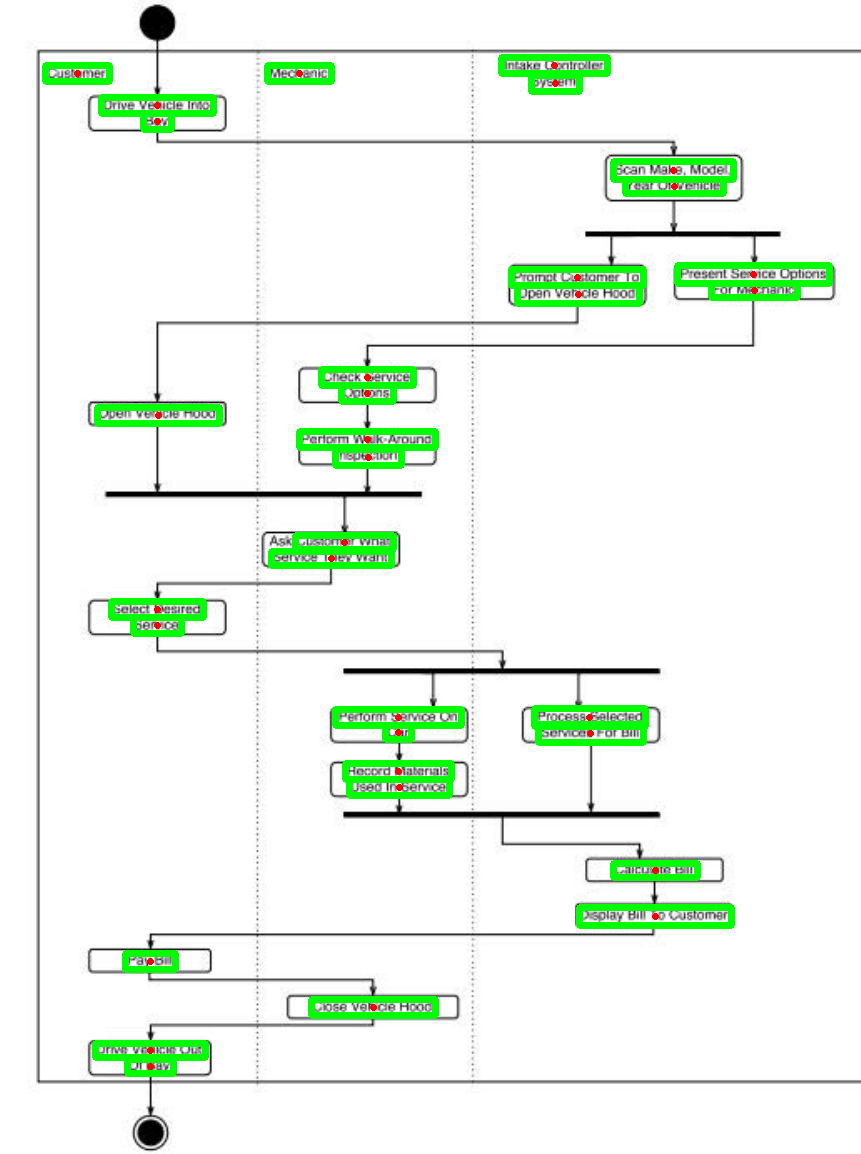 Customer
Mechanic
Intake Controller
System
Drive Vehicle Into
Bay
Scan Make, Model,
Year Of Vehicle
Prompt Customer To
Open Vehicle Hood
Present Service Options
For Mechanic
Check Service
Options
Open Vehicle Hood
Perform Walk-Around
Inspection
Ask Customer What
Service They Want
Select Desired
Service
Perform Service On
Car
Process Selected
Services For Bill
Record Materials
Used In Service
Calculate Bill
Display Bill To Customer
Pay Bill
Close Vehicle Hood
Drive Vehicle Out
Of Bay